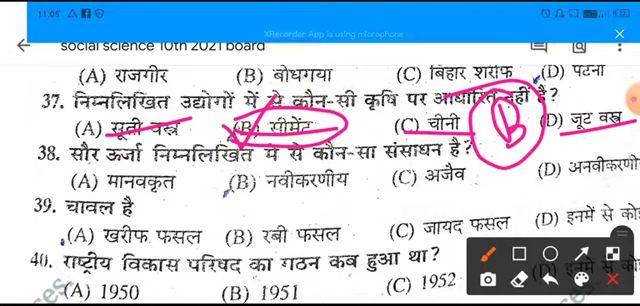 11:05
XRecorder App is using microphone
social science 10th 2021 board
(A) राजगीर (B) बोधगया (C) बिहार शरीफ (D) पटना
37. निम्नलिखित उद्योगों में से कौन-सी कृषि पर आधारित नहीं है?
(A) सूती वस्त्र (B) सीमेंट (C) चीनी (D) जूट वस्त्र
B
38. सौर ऊर्जा निम्नलिखित में से कौन-सा संसाधन है?
(A) मानवकृत (B) नवीकरणीय (C) अजैव (D) अनवीकरणी
39. चावल है
(A) खरीफ फसल (B) रबी फसल (C) जायद फसल (D) इनमें से कोई
40. राष्ट्रीय विकास परिषद का गठन कब हुआ था?
(A) 1950 (B) 1951 (C) 1952